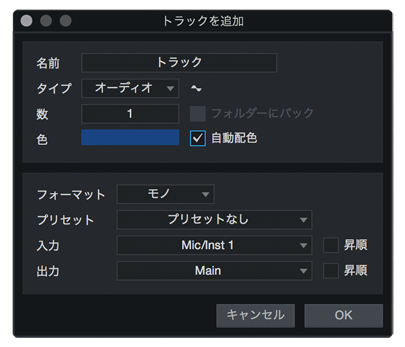 トラックを追加
名前 トラック
タイプ オーディオ
数 1 フォルダーにパック
色 自動配色
フォーマット モノ
プリセット プリセットなし
入力 Mic/Inst 1 昇順
出力 Main 昇順
キャンセル OK